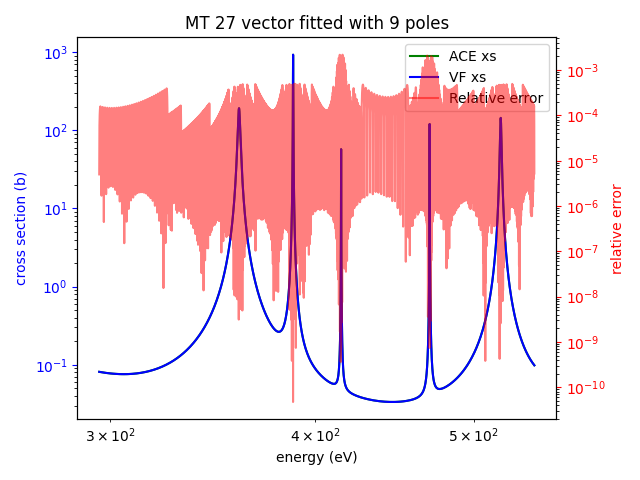 MT 27 vector fitted with 9 poles
ACE xs
VF xs
Relative error
10³
10²
10¹
10⁰
10⁻¹
cross section (b)
10⁻³
10⁻⁴
10⁻⁵
10⁻⁶
10⁻⁷
10⁻⁸
10⁻⁹
10⁻¹⁰
relative error
3 × 10² 4 × 10² 5 × 10²
energy (eV)